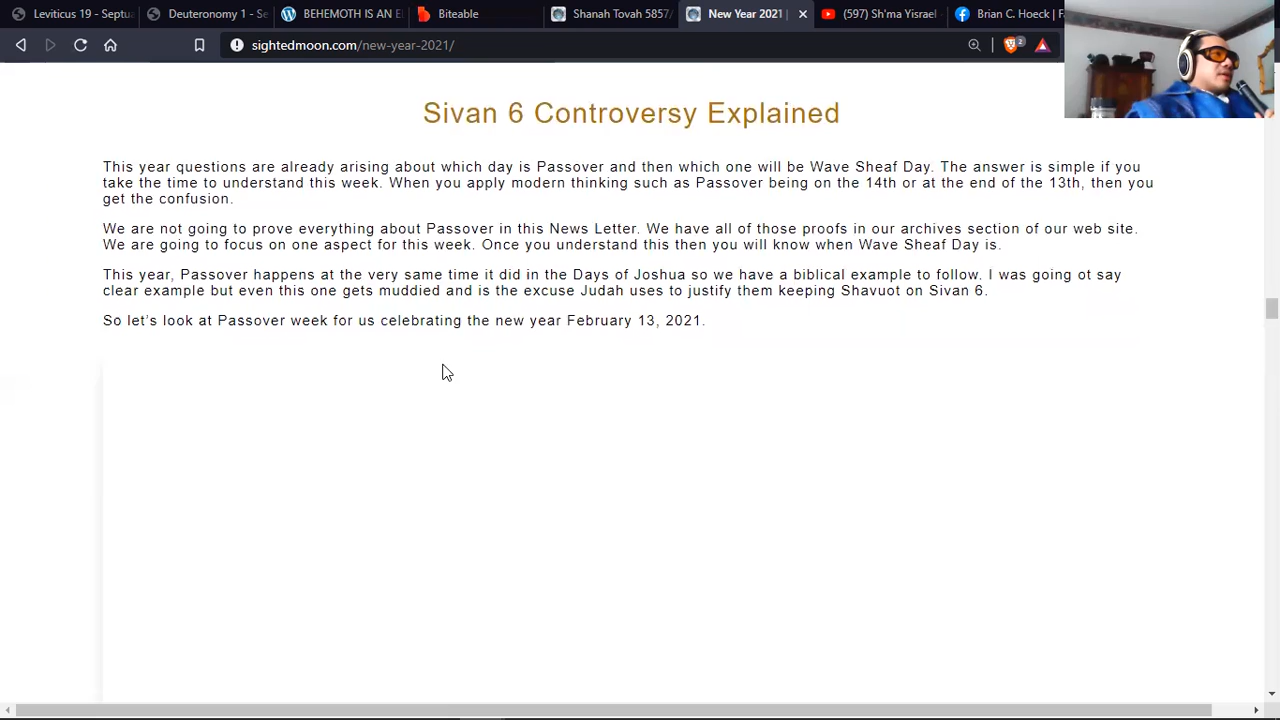 Leviticus 19 - Septua
Deuteronomy 1 - Se
BEHEMOTH IS AN E
Biteable
Shanah Tovah 5857/
New Year 2021
(597) Sh'ma Yisrael
Brian C. Hoeck | F
sightedmoon.com/new-year-2021/
2
Sivan 6 Controversy Explained
This year questions are already arising about which day is Passover and then which one will be Wave Sheaf Day. The answer is simple if you
take the time to understand this week. When you apply modern thinking such as Passover being on the 14th or at the end of the 13th, then you
get the confusion.
We are not going to prove everything about Passover in this News Letter. We have all of those proofs in our archives section of our web site.
We are going to focus on one aspect for this week. Once you understand this then you will know when Wave Sheaf Day is.
This year, Passover happens at the very same time it did in the Days of Joshua so we have a biblical example to follow. I was going ot say
clear example but even this one gets muddied and is the excuse Judah uses to justify them keeping Shavuot on Sivan 6.
So let's look at Passover week for us celebrating the new year February 13, 2021.